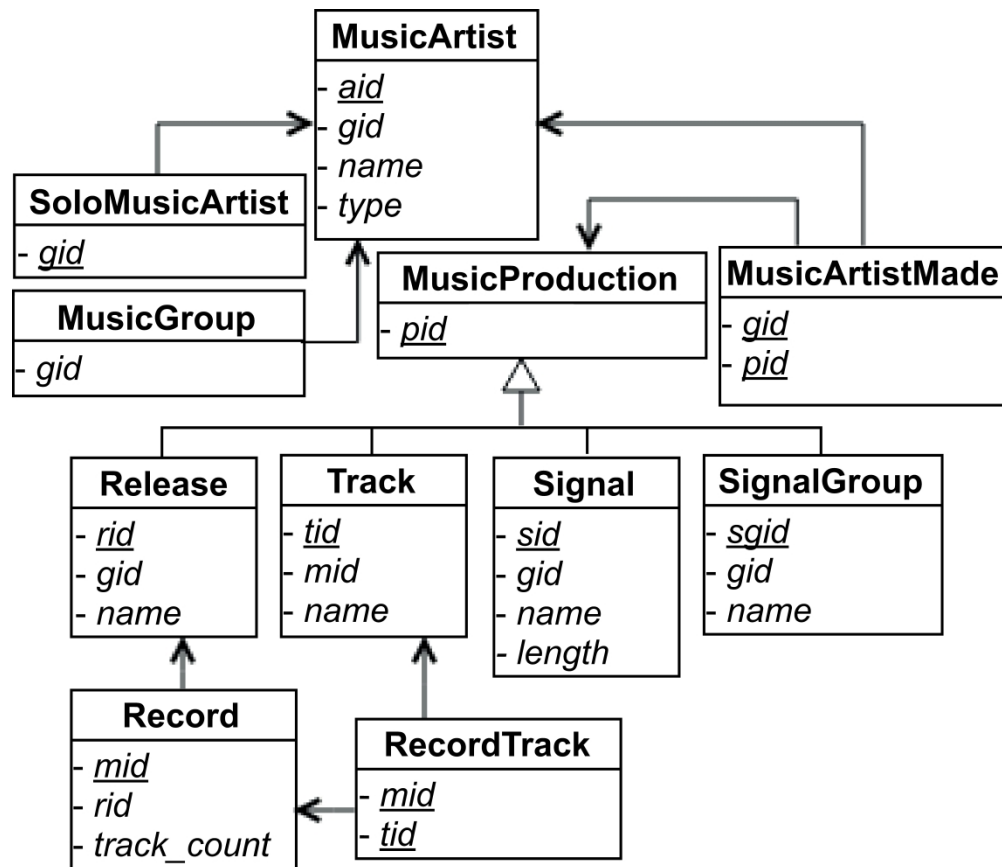 MusicArtist
- aid
- gid
- name
- type
SoloMusicArtist
- gid
MusicGroup
- gid
MusicProduction
- pid
MusicArtistMade
- gid
- pid
Release
- rid
- gid
- name
Track
- tid
- mid
- name
Signal
- sid
- gid
- name
- length
SignalGroup
- sgid
- gid
- name
Record
- mid
- rid
- track_count
RecordTrack
- mid
- tid